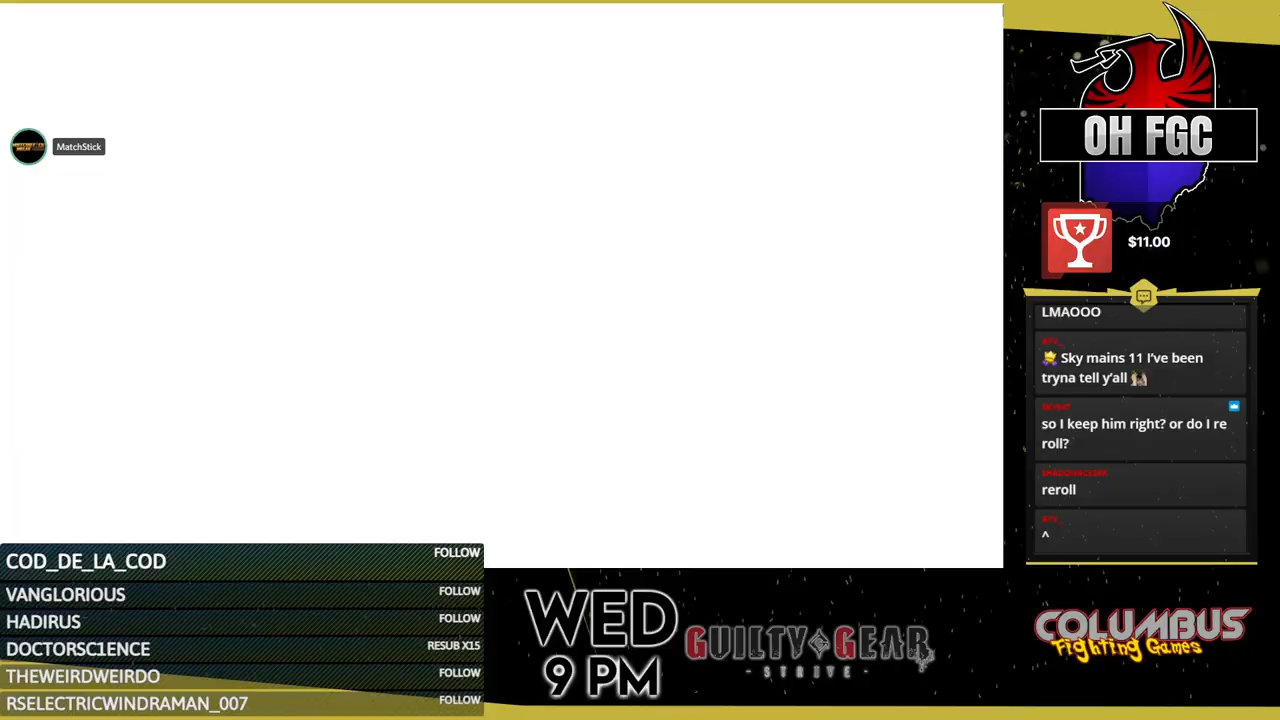 MatchStick
OH FGC
$11.00
LMAOOO
Sky mains 11 I've been
tryna tell y'all
so I keep him right? or do I re
roll?
reroll
^
COD_DE_LA_COD FOLLOW
VANGLORIOUS FOLLOW
HADIRUS FOLLOW
DOCTORSC1ENCE RESUB X15
THEWEIRDWEIRDO FOLLOW
RSELECTRICWINDRAMAN_007 FOLLOW
WED
9 PM
GUILTY GEAR
- STRIVE -
COLUMBUS
Fighting Games